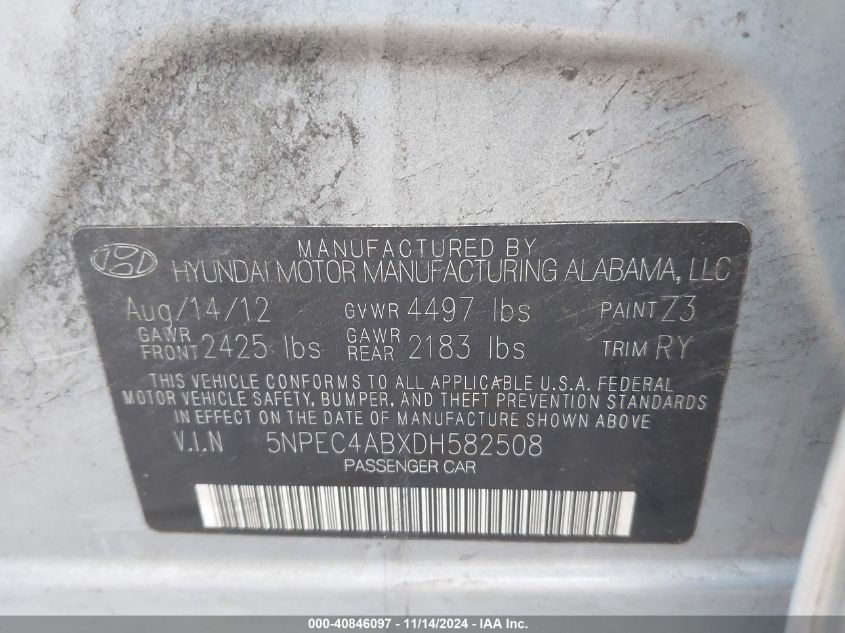 MANUFACTURED BY
HYUNDAI MOTOR MANUFACTURING ALABAMA, LLC
Aug/14/12 GVWR 4497 lbs PAINT Z3
GAWR FRONT 2425 lbs GAWR REAR 2183 lbs TRIM RY
THIS VEHICLE CONFORMS TO ALL APPLICABLE U.S.A. FEDERAL
MOTOR VEHICLE SAFETY, BUMPER, AND THEFT PREVENTION STANDARDS
IN EFFECT ON THE DATE OF MANUFACTURE SHOWN ABOVE
V.I.N 5NPEC4ABXDH582508
PASSENGER CAR
000-40846097 - 11/14/2024 - IAA Inc.